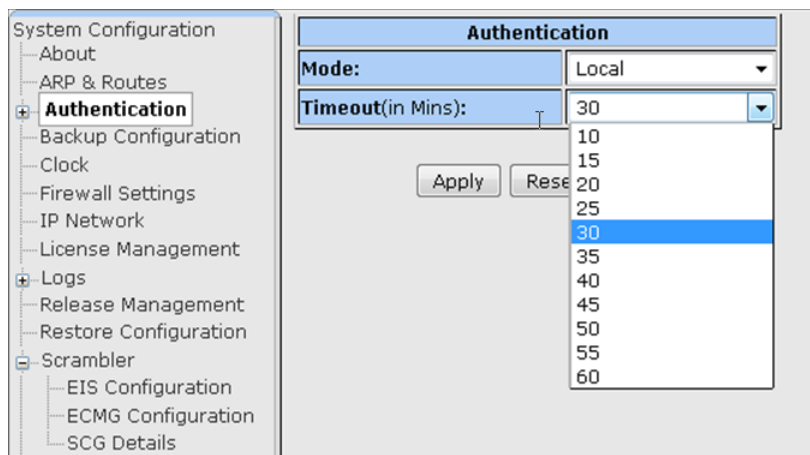 System Configuration
About
ARP & Routes
Authentication
Backup Configuration
Clock
Firewall Settings
IP Network
License Management
Logs
Release Management
Restore Configuration
Scrambler
EIS Configuration
ECMG Configuration
SCG Details
Authentication
Mode: Local
Timeout(in Mins): 30
10
15
20
25
30
35
40
45
50
55
60
Apply Rese